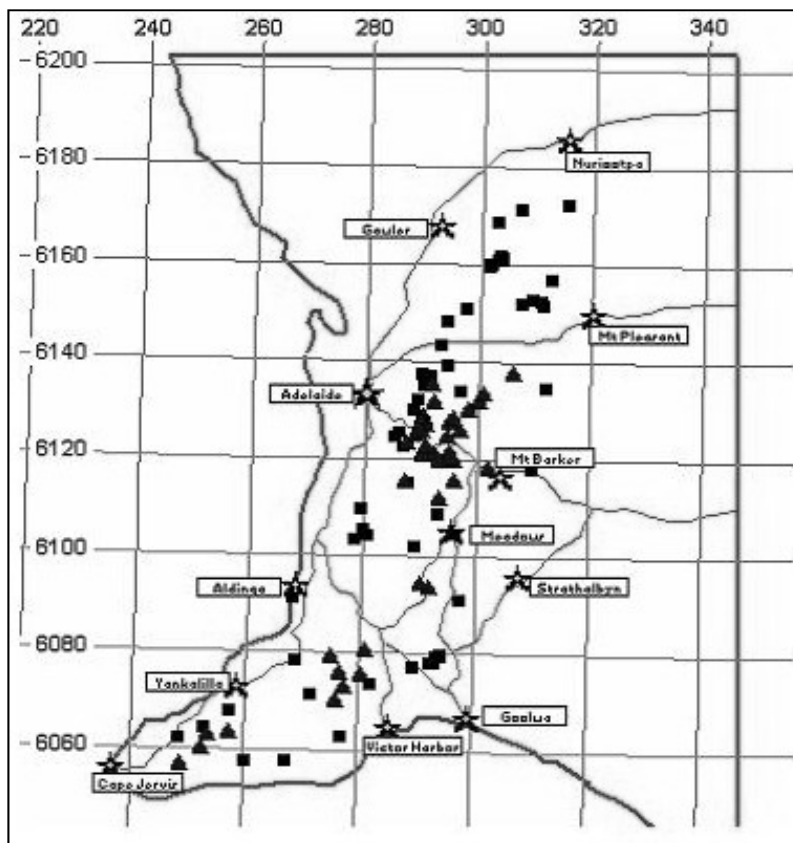 220 240 260 280 300 320 340
-6200
-6180
Nuriootpa
Gawler
-6160
Mt Pleasant
-6140
Adelaide
-6120
Mt Barker
Meadows
-6100
Aldinga
Strathalbyn
-6080
Yankalilla
Goolwa
-6060
Victor Harbor
Cape Jervis